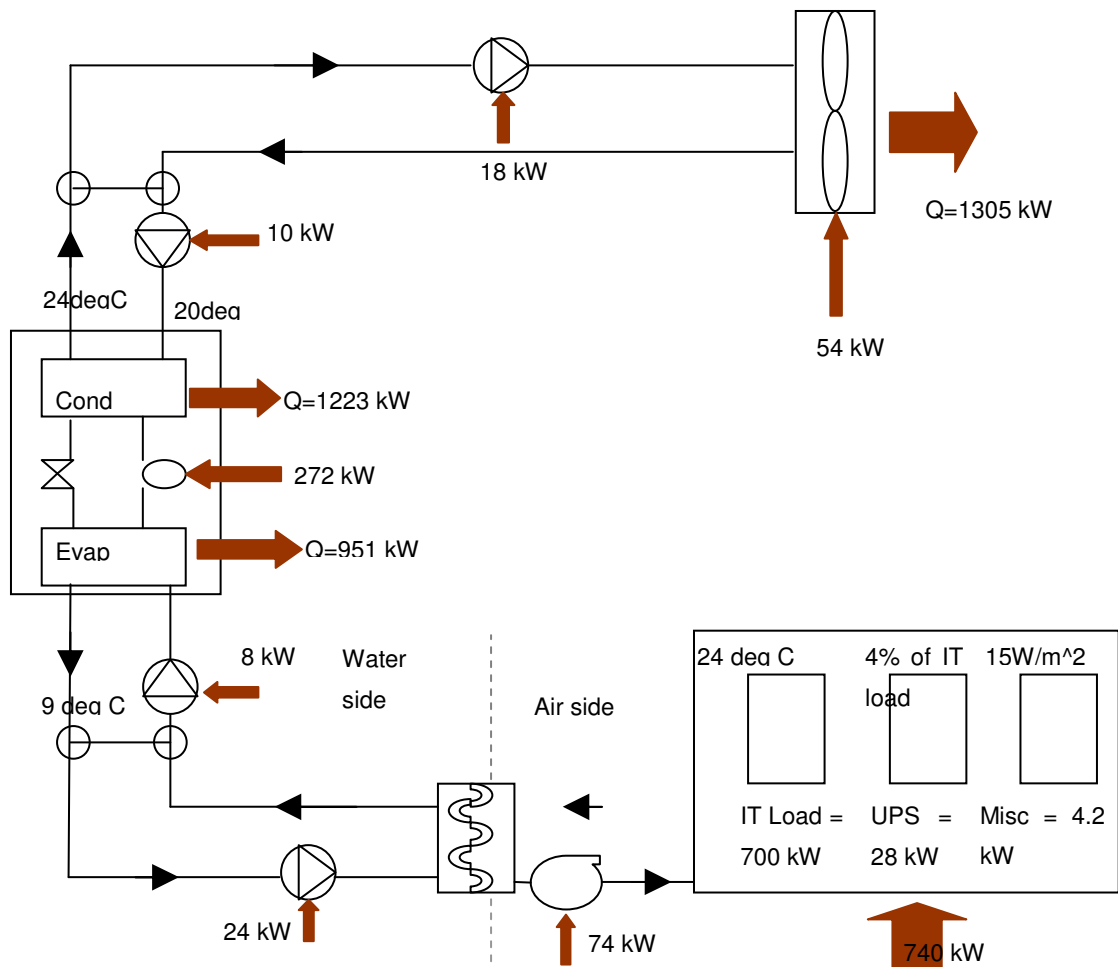 18 kW
Q=1305 kW
10 kW
24degC
20deg
54 kW
Cond
Q=1223 kW
272 kW
Evap
Q=951 kW
8 kW
Water
side
9 deg C
Air side
24 deg C
4% of IT
load
15W/m^2
IT Load =
700 kW
UPS =
28 kW
Misc = 4.2
kW
24 kW
74 kW
740 kW